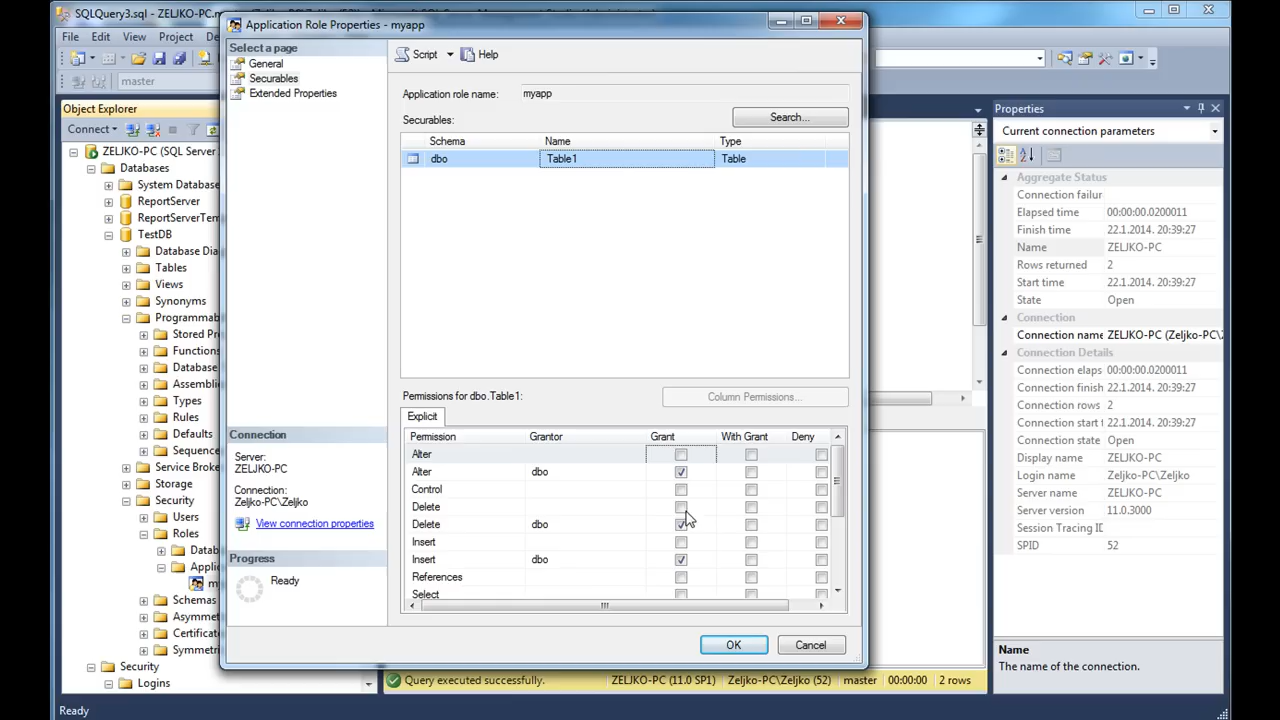 SQLQuery3.sql - ZELJKO-PC.m
File Edit View Project De
master
Object Explorer
Connect
ZELJKO-PC (SQL Server
Databases
System Database
ReportServer
ReportServerTem
TestDB
Database Dia
Tables
Views
Synonyms
Programmab
Stored Pr
Functions
Database
Assemblie
Types
Rules
Defaults
Sequence
Service Broke
Storage
Security
Users
Roles
Datab
Applic
m
Schemas
Asymmet
Certificat
Symmetri
Security
Logins
Application Role Properties - myapp
Select a page
General
Securables
Extended Properties
Connection
Server:
ZELJKO-PC
Connection:
Zeljko-PC\Zeljko
View connection properties
Progress
Ready
Script Help
Application role name: myapp
Securables:
Search...
Schema Name Type
dbo Table1 Table
Permissions for dbo.Table1:
Column Permissions...
Explicit
Permission Grantor Grant With Grant Deny
Alter
Alter dbo
Control
Delete
Delete dbo
Insert
Insert dbo
References
Select
OK Cancel
Properties
Current connection parameters
Aggregate Status
Connection failur
Elapsed time 00:00:00.0200011
Finish time 22.1.2014. 20:39:27
Name ZELJKO-PC
Rows returned 2
Start time 22.1.2014. 20:39:27
State Open
Connection
Connection name ZELJKO-PC (Zeljko-PC\Z
Connection Details
Connection elaps 00:00:00.0200011
Connection finish 22.1.2014. 20:39:27
Connection rows 2
Connection start t 22.1.2014. 20:39:27
Connection state Open
Display name ZELJKO-PC
Login name Zeljko-PC\Zeljko
Server name ZELJKO-PC
Server version 11.0.3000
Session Tracing ID
SPID 52
Name
The name of the connection.
Query executed successfully. ZELJKO-PC (11.0 SP1) Zeljko-PC\Zeljko (52) master 00:00:00 2 rows
Ready